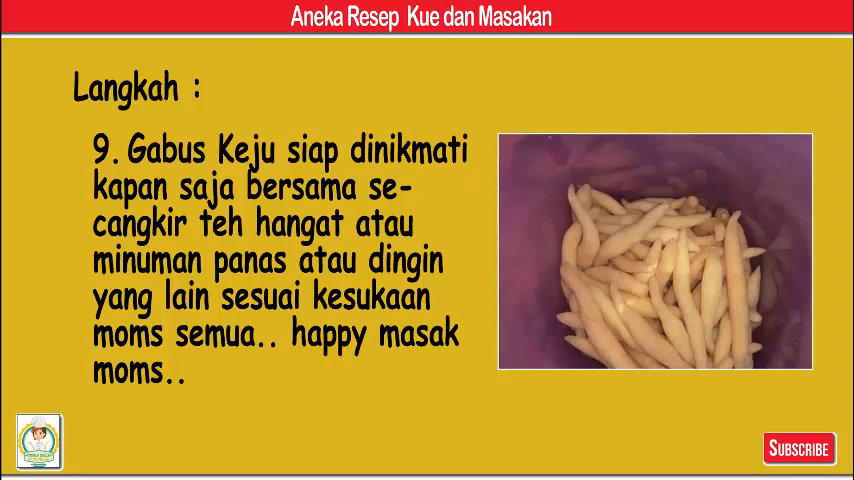 Aneka Resep Kue dan Masakan
Langkah :
9. Gabus Keju siap dinikmati
kapan saja bersama se-
cangkir teh hangat atau
minuman panas atau dingin
yang lain sesuai kesukaan
moms semua.. happy masak
moms..
SUBSCRIBE